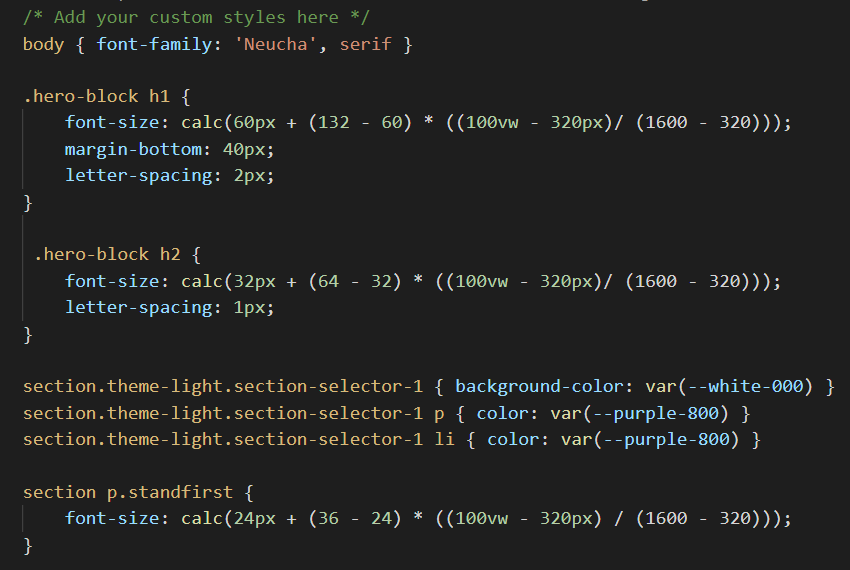 /* Add your custom styles here */
body { font-family: 'Neucha', serif }
.hero-block h1 {
    font-size: calc(60px + (132 - 60) * ((100vw - 320px)/ (1600 - 320)));
    margin-bottom: 40px;
    letter-spacing: 2px;
}
 .hero-block h2 {
    font-size: calc(32px + (64 - 32) * ((100vw - 320px)/ (1600 - 320)));
    letter-spacing: 1px;
}
section.theme-light.section-selector-1 { background-color: var(--white-000) }
section.theme-light.section-selector-1 p { color: var(--purple-800) }
section.theme-light.section-selector-1 li { color: var(--purple-800) }
section p.standfirst {
    font-size: calc(24px + (36 - 24) * ((100vw - 320px) / (1600 - 320)));
}